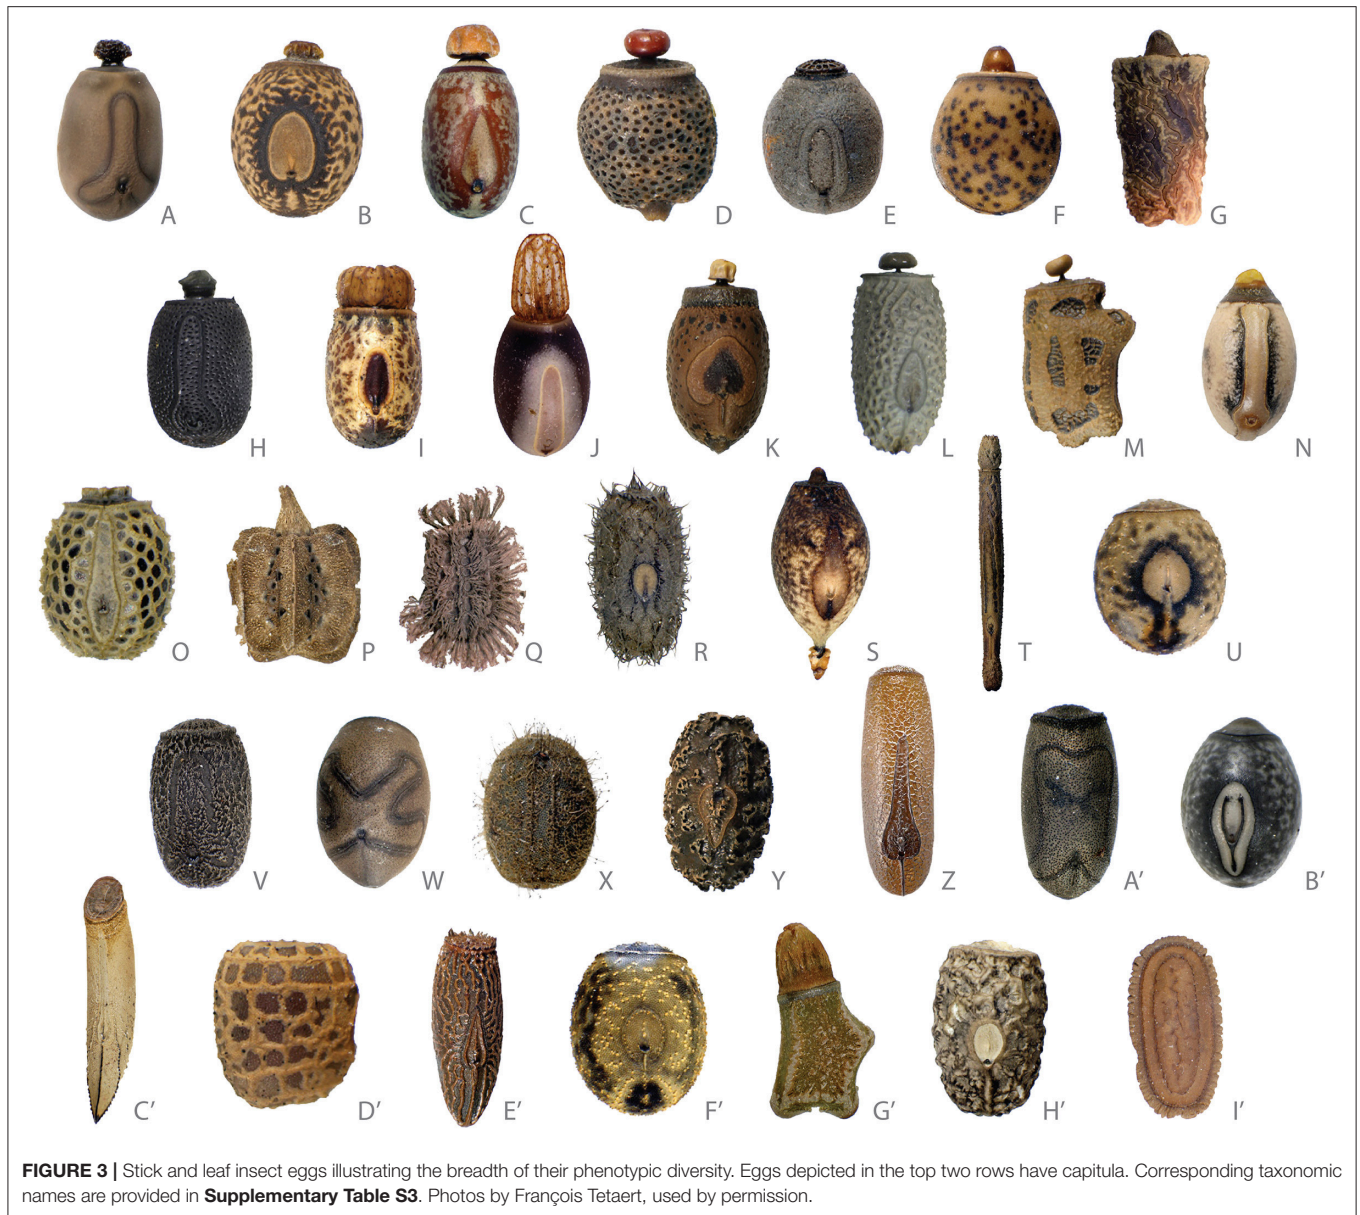 A B C D E F G
H I J K L M N
O P Q R S T U
V W X Y Z A′ B′
C′ D′ E′ F′ G′ H′ I′
FIGURE 3 | Stick and leaf insect eggs illustrating the breadth of their phenotypic diversity. Eggs depicted in the top two rows have capitula. Corresponding taxonomic
names are provided in Supplementary Table S3. Photos by François Tetaert, used by permission.